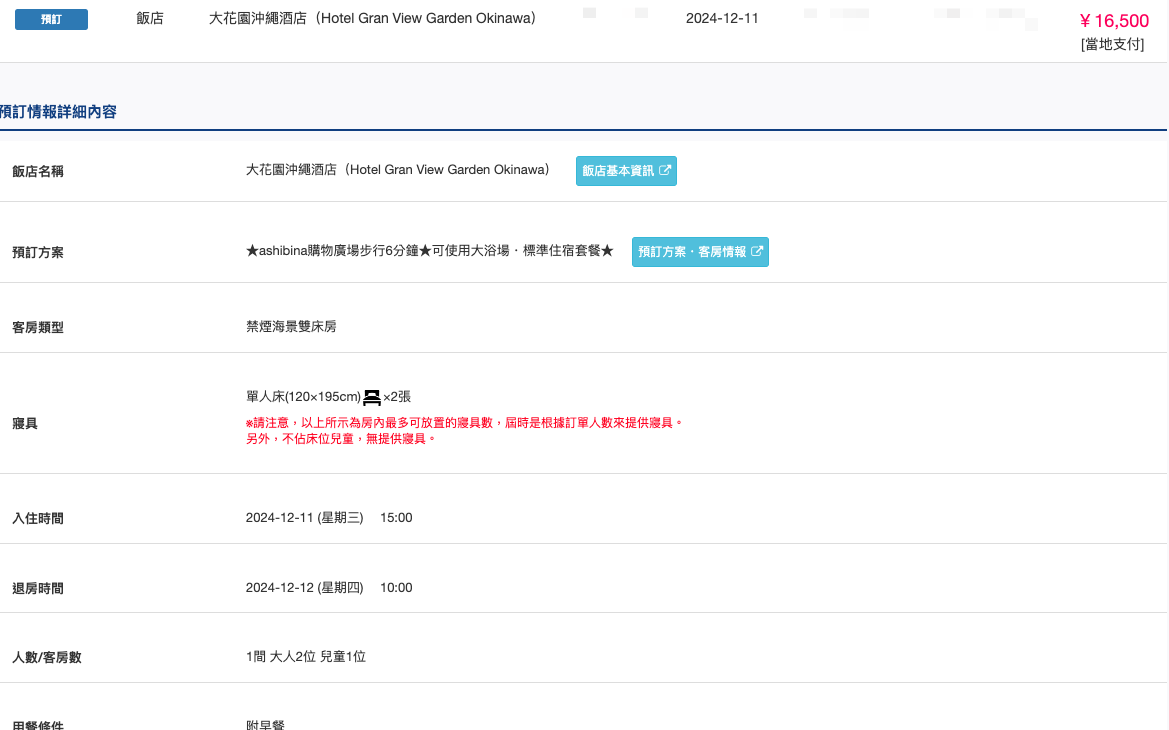 預訂 飯店 大花園沖繩酒店（Hotel Gran View Garden Okinawa） 2024-12-11 ￥16,500
[當地支付]
預訂情報詳細內容
飯店名稱 大花園沖繩酒店（Hotel Gran View Garden Okinawa） 飯店基本資訊
預訂方案 ★ashibina購物廣場步行6分鐘★可使用大浴場・標準住宿套餐★ 預訂方案・客房情報
客房類型 禁煙海景雙床房
單人床(120×195cm) ×2張
寢具 ※請注意，以上所示為房內最多可放置的寢具數，屆時是根據訂單人數來提供寢具。
另外，不佔床位兒童，無提供寢具。
入住時間 2024-12-11 (星期三) 15:00
退房時間 2024-12-12 (星期四) 10:00
人數/客房數 1間 大人2位 兒童1位
用餐條件 附早餐